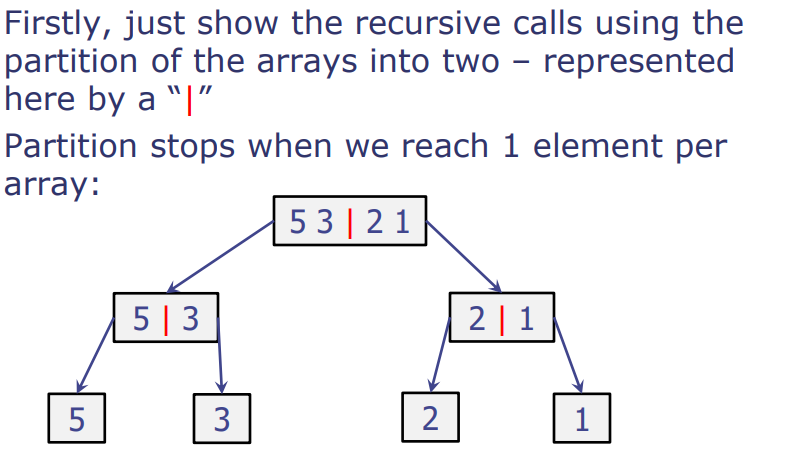 Firstly, just show the recursive calls using the
partition of the arrays into two – represented
here by a “|”
Partition stops when we reach 1 element per
array:
5 3 | 2 1
5 | 3
2 | 1
5
3
2
1